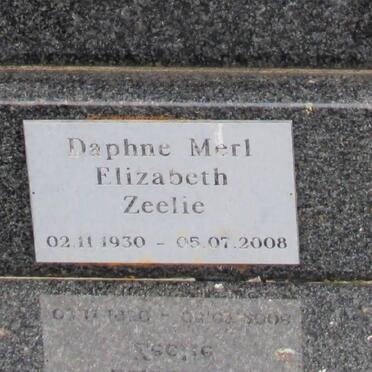 Daphne Merl
Elizabeth
Zeelie
02.11.1930 - 05.07.2008